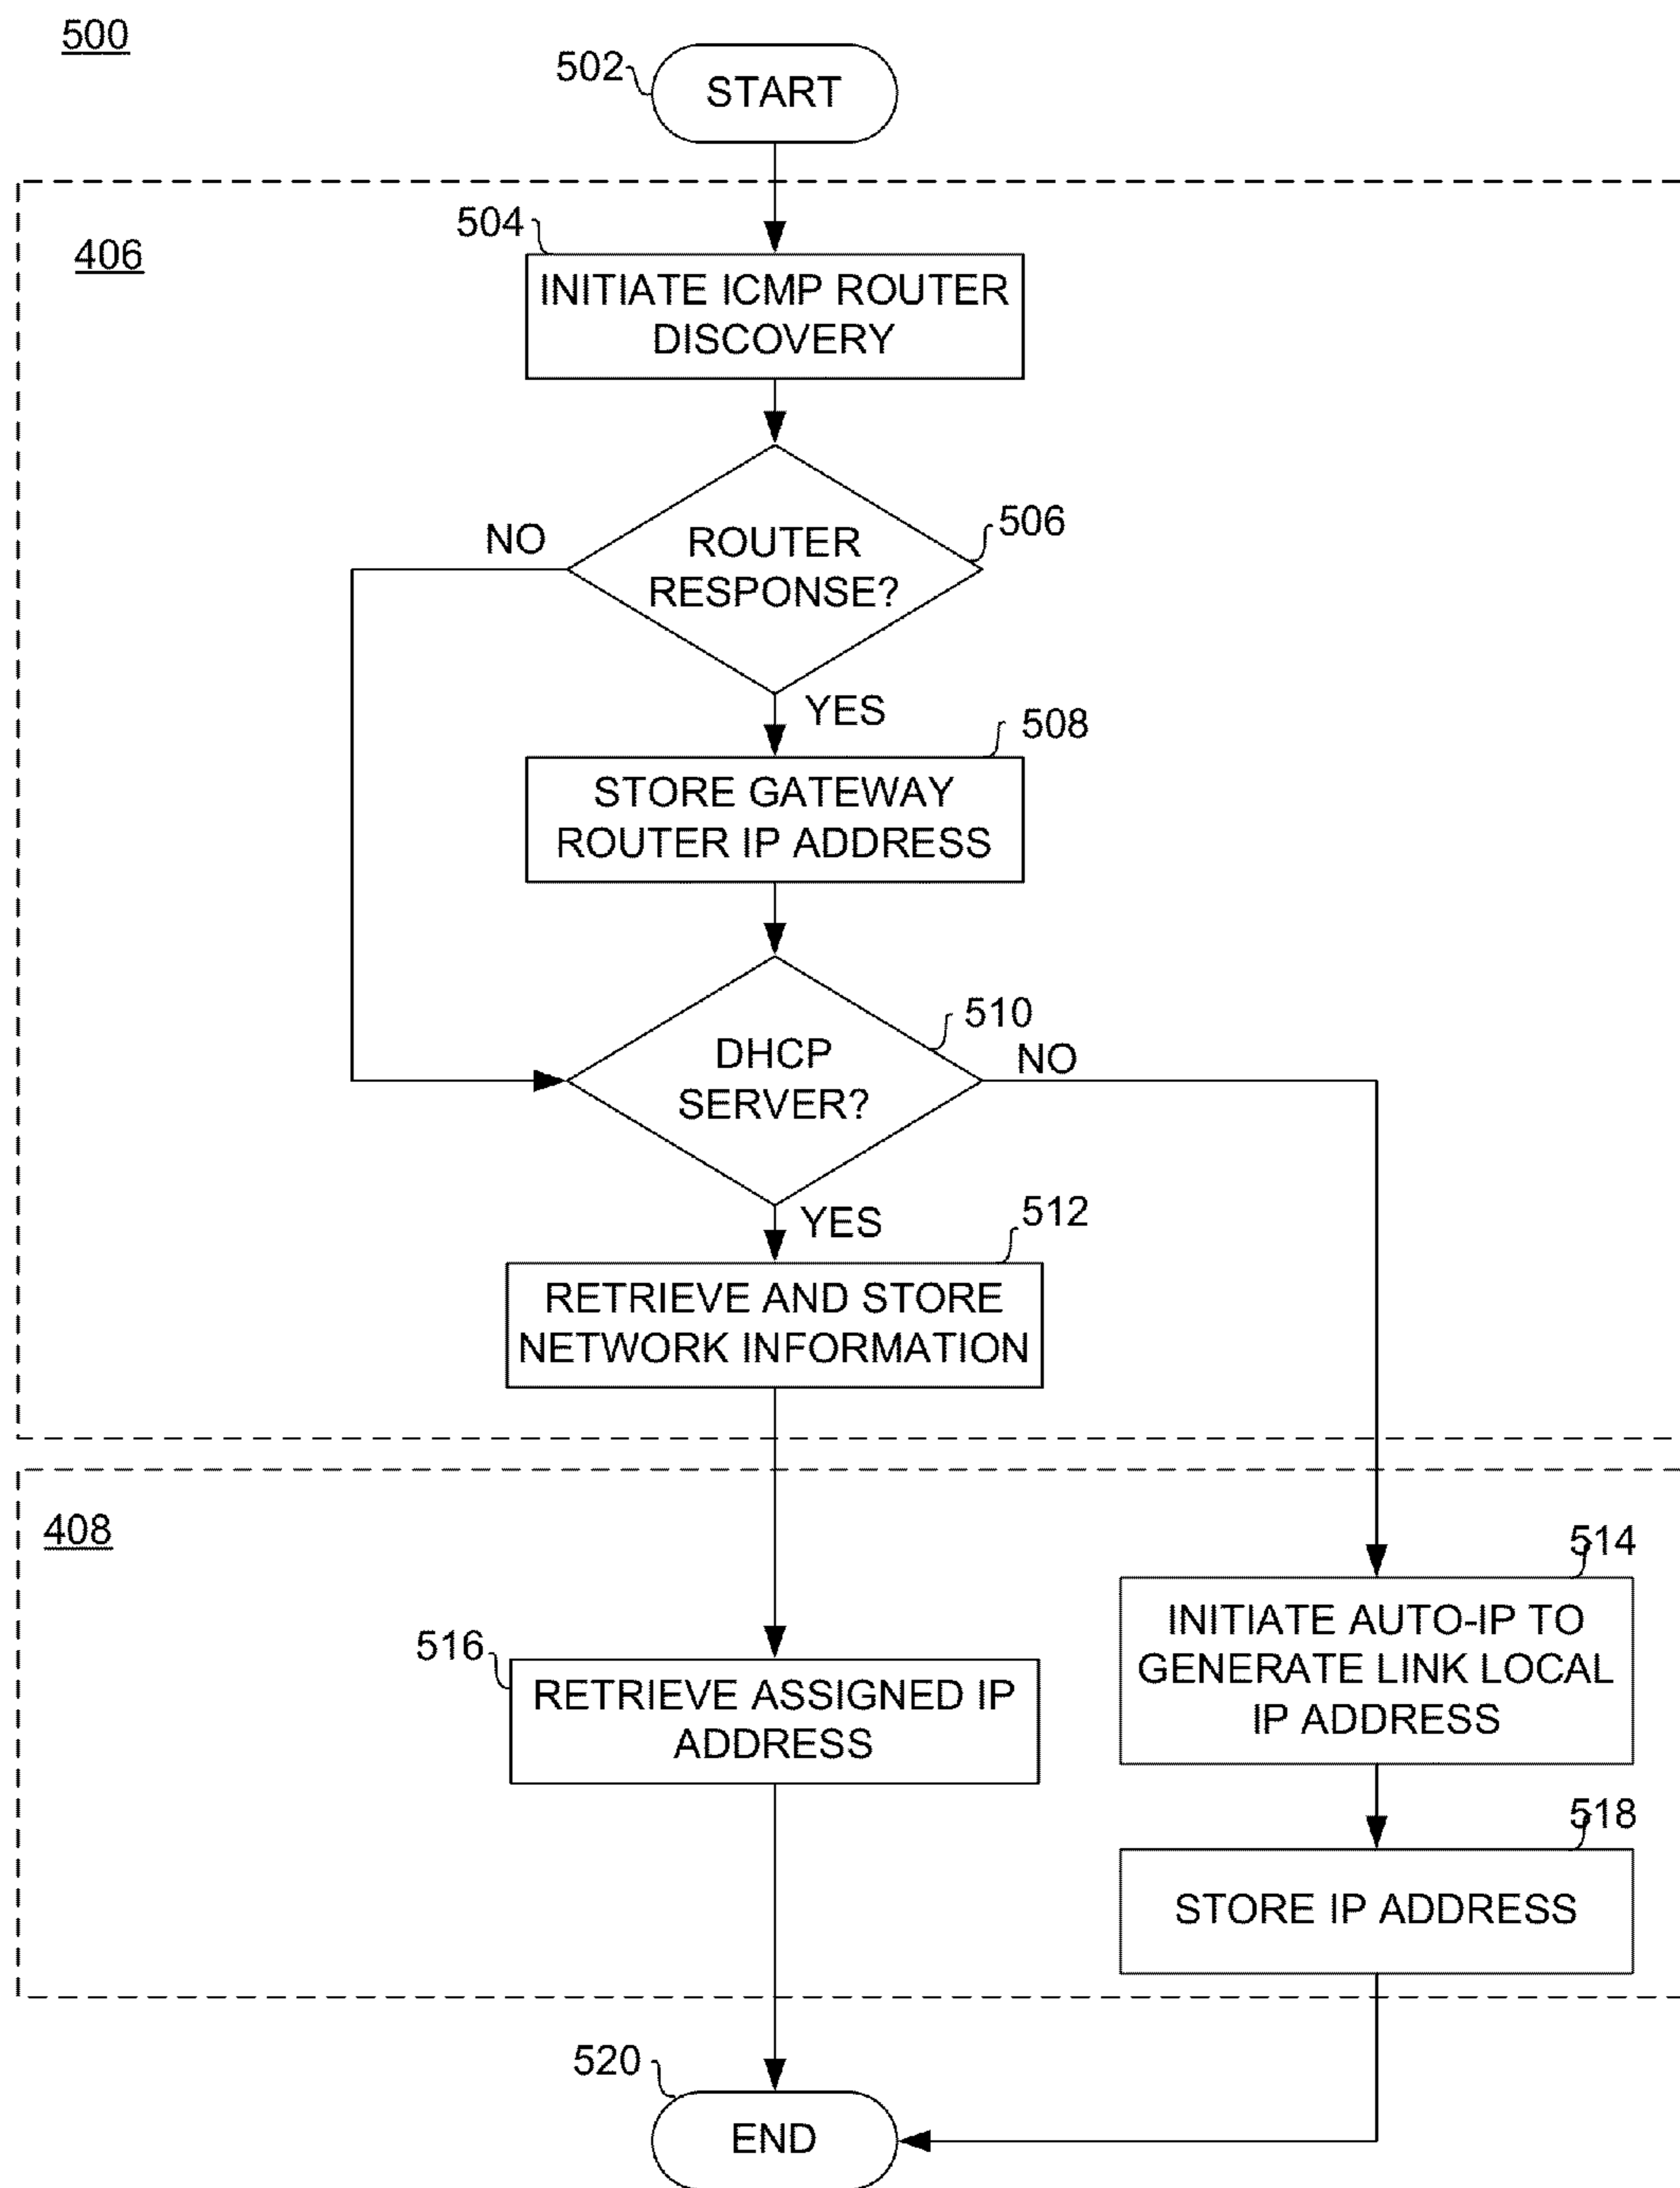 500
502
START
406
504
INITIATE ICMP ROUTER
DISCOVERY
506
NO
ROUTER
RESPONSE?
YES
508
STORE GATEWAY
ROUTER IP ADDRESS
510
DHCP
SERVER?
NO
YES
512
RETRIEVE AND STORE
NETWORK INFORMATION
408
514
INITIATE AUTO-IP TO
GENERATE LINK LOCAL
IP ADDRESS
516
RETRIEVE ASSIGNED IP
ADDRESS
518
STORE IP ADDRESS
520
END